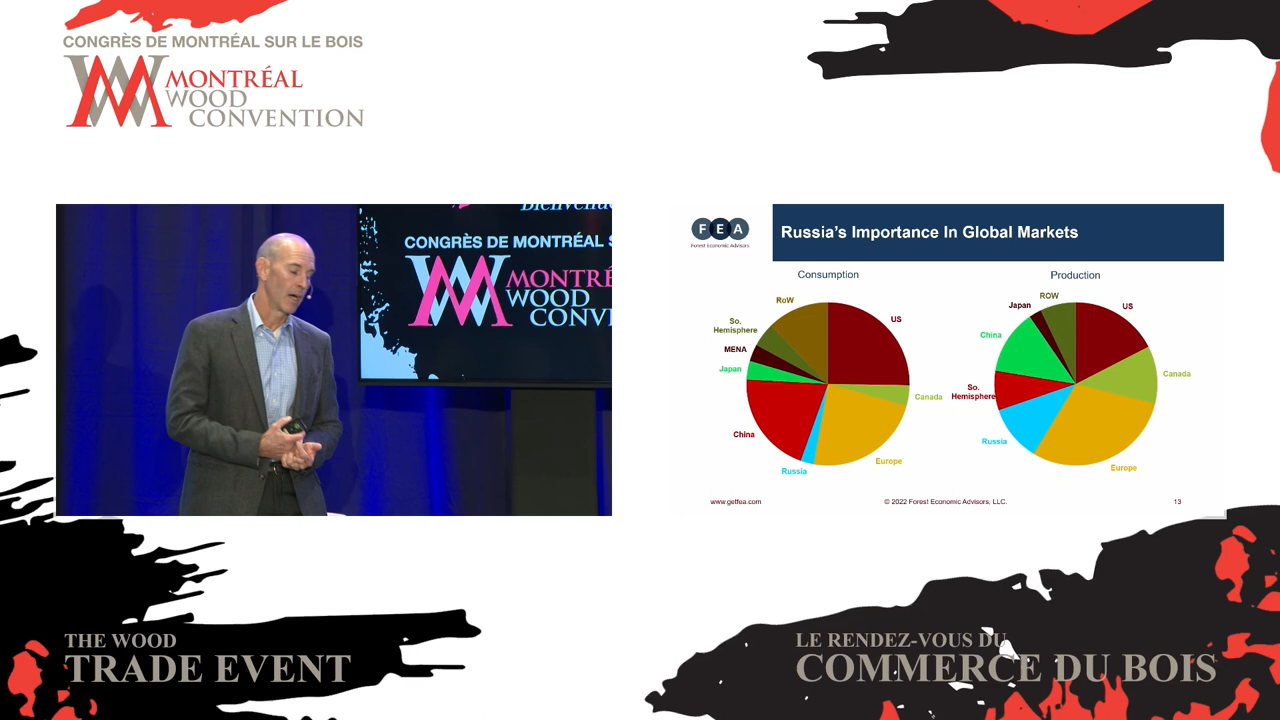 CONGRÈS DE MONTRÉAL SUR LE BOIS
MONTRÉAL
WOOD
CONVENTION
CONGRÈS DE MONTRÉAL
MONTRÉ
WOOD
CONV
FEA
Forest Economic Advisors
Russia's Importance In Global Markets
Consumption
RoW
US
So.
Hemisphere
MENA
Japan
China
Russia
Europe
Canada
Production
ROW
Japan
US
China
Canada
So.
Hemisphere
Russia
Europe
www.getfea.com
© 2022 Forest Economic Advisors, LLC.
13
THE WOOD
TRADE EVENT
LE RENDEZ-VOUS DU
COMMERCE DU BOIS